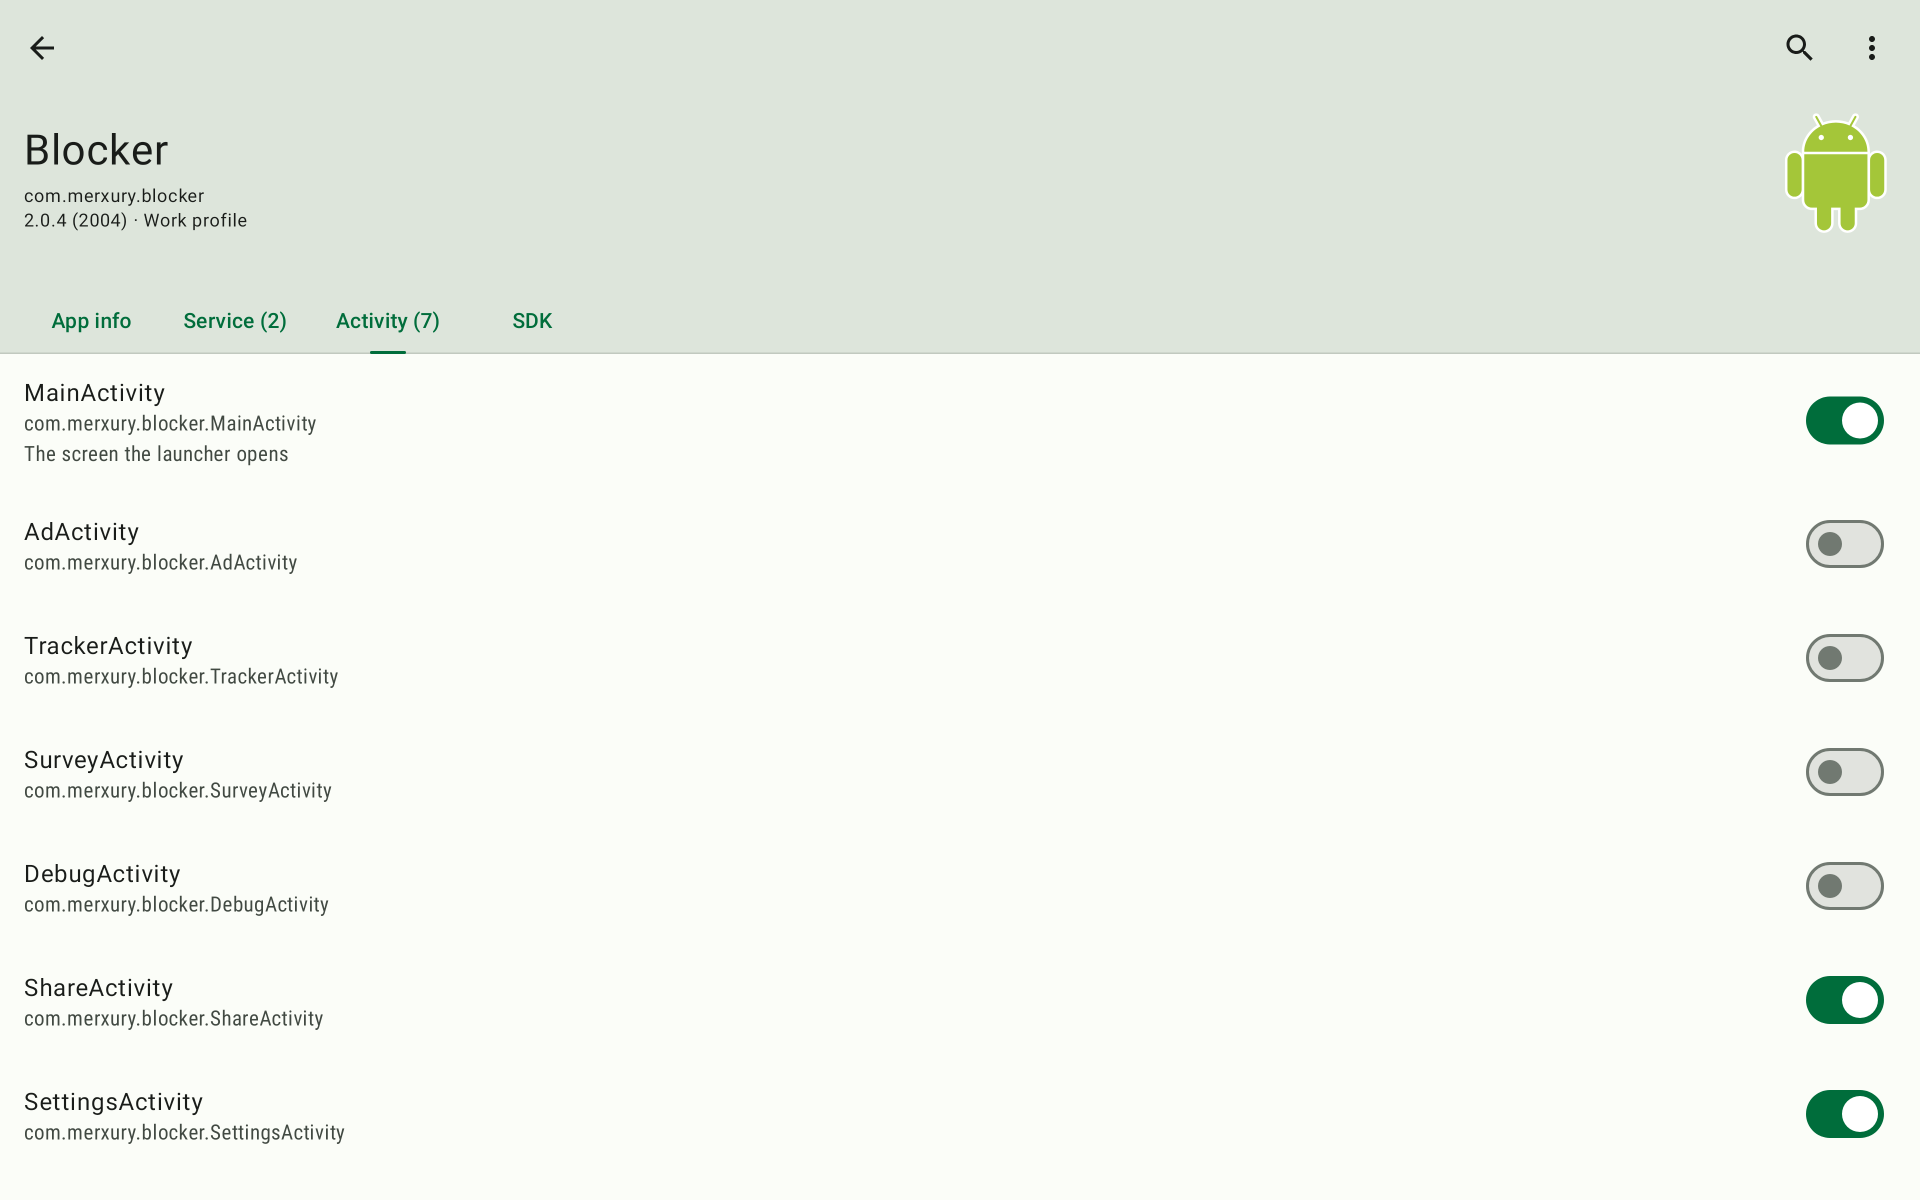 Blocker
com.merxury.blocker
2.0.4 (2004) · Work profile
App info
Service (2)
Activity (7)
SDK
MainActivity
com.merxury.blocker.MainActivity
The screen the launcher opens
AdActivity
com.merxury.blocker.AdActivity
TrackerActivity
com.merxury.blocker.TrackerActivity
SurveyActivity
com.merxury.blocker.SurveyActivity
DebugActivity
com.merxury.blocker.DebugActivity
ShareActivity
com.merxury.blocker.ShareActivity
SettingsActivity
com.merxury.blocker.SettingsActivity